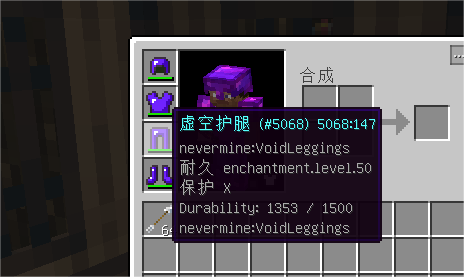 合成
虚空护腿 (#5068) 5068:147
nevermine:VoidLeggings
耐久 enchantment.level.50
保护 X
Durability: 1353 / 1500
nevermine:VoidLeggings